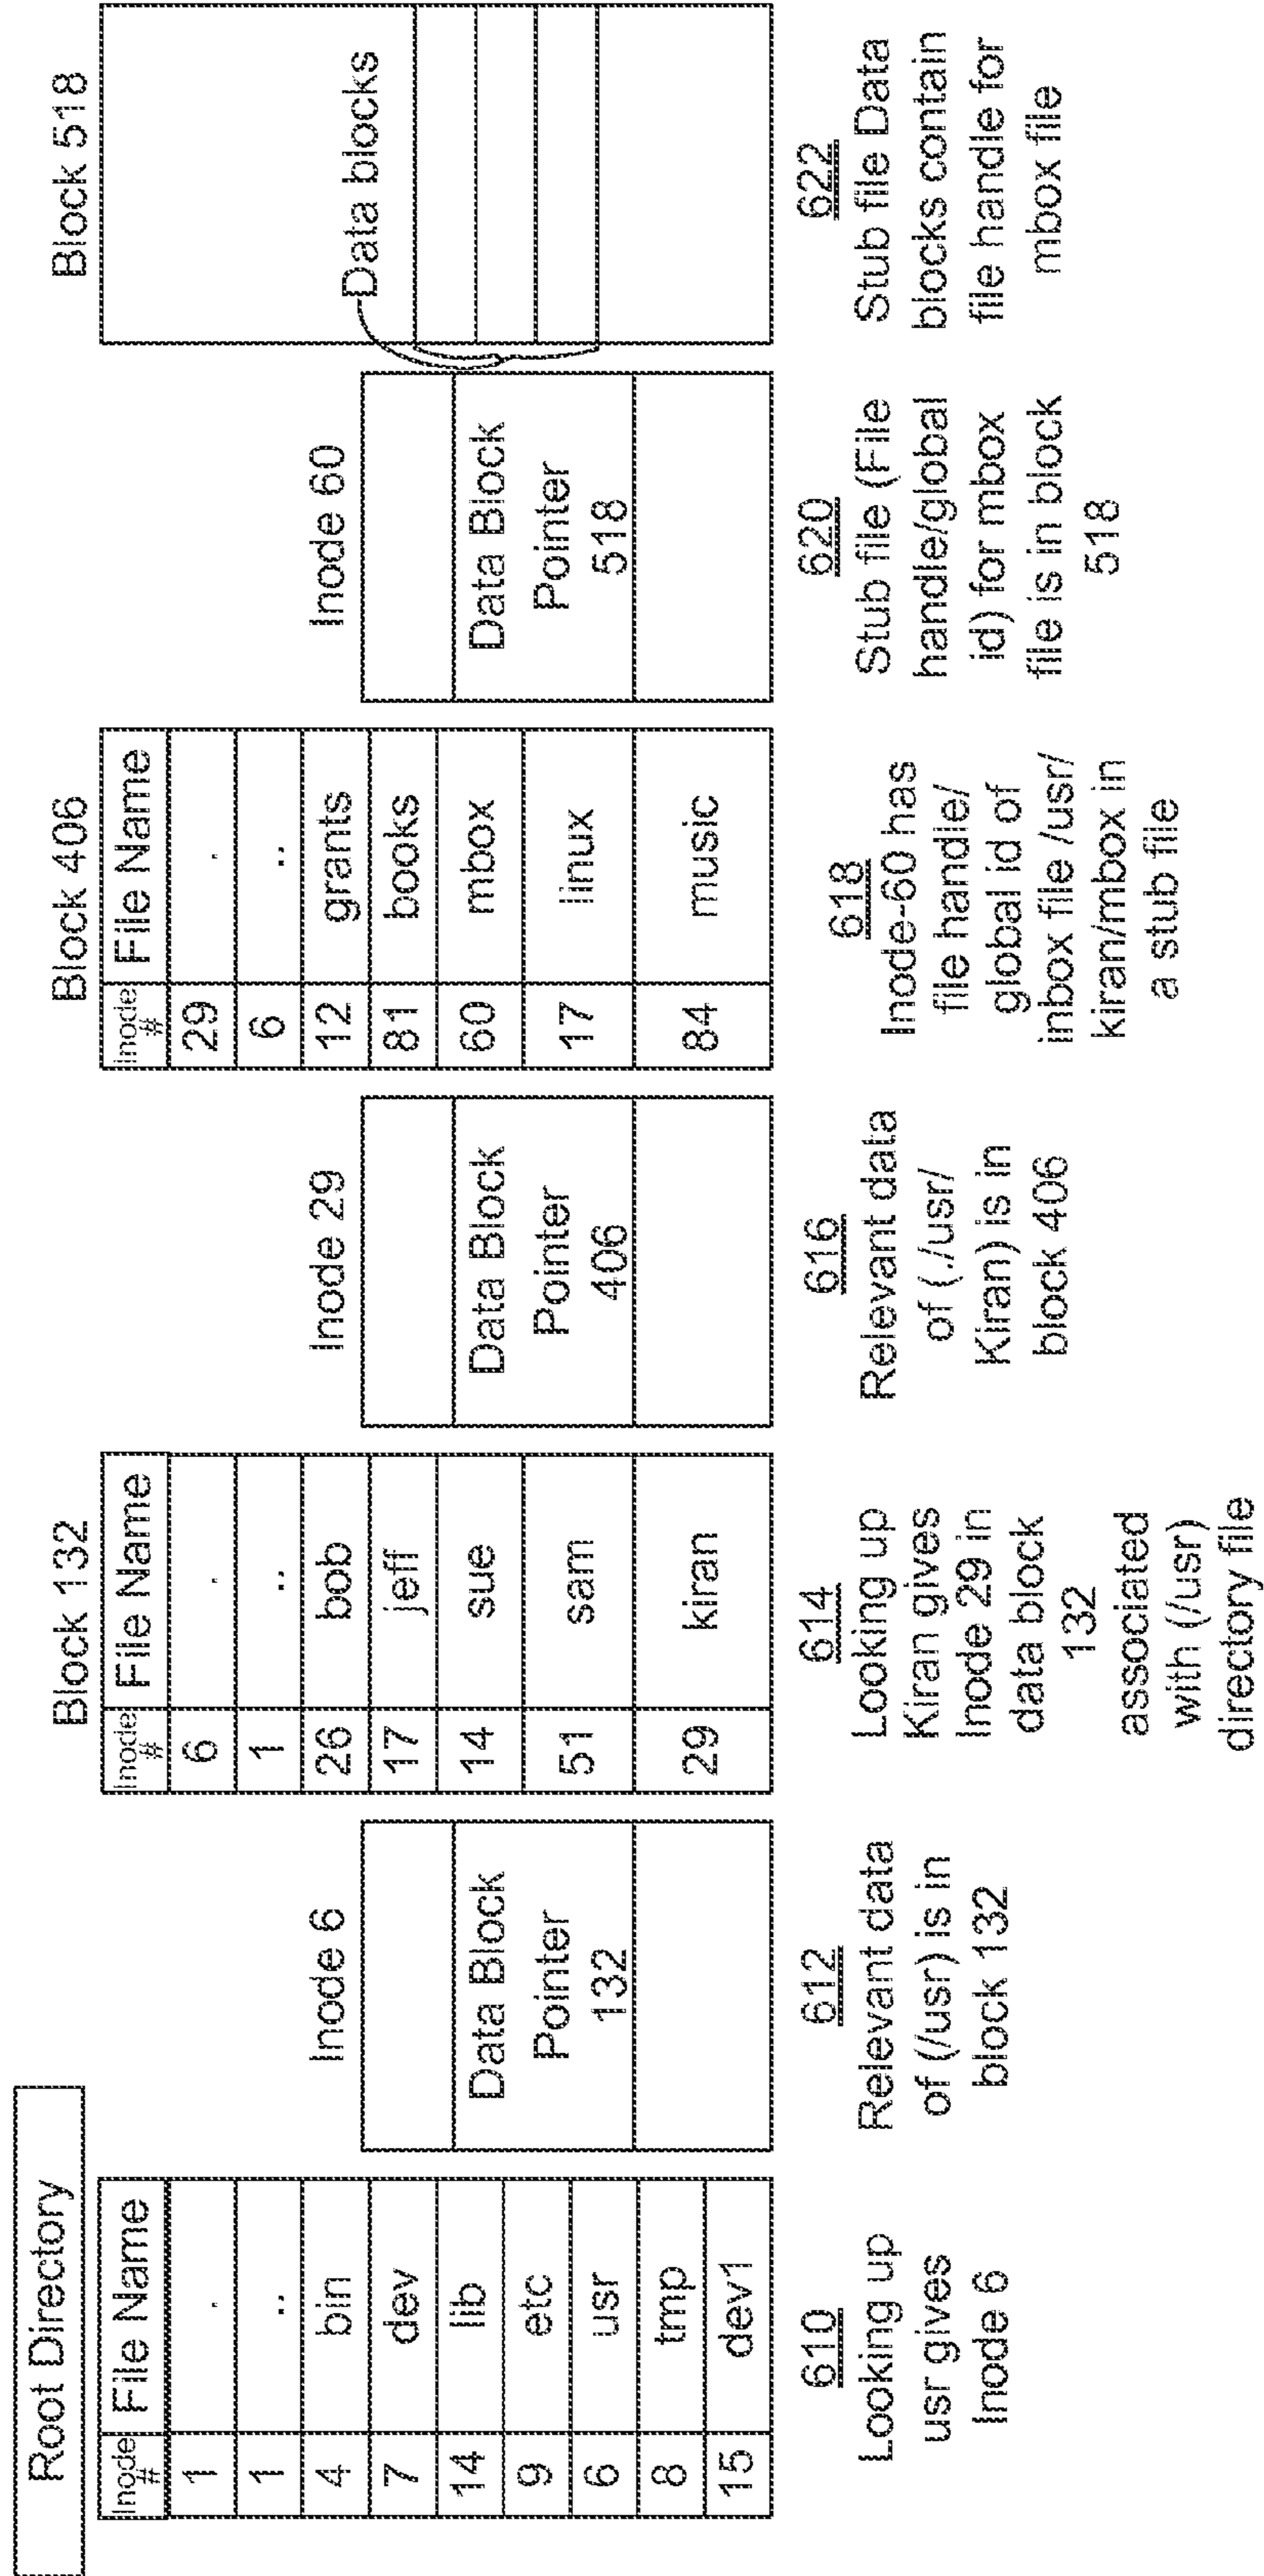 Root Directory
Inode # File Name
1 .
1 ..
4 bin
7 dev
14 lib
9 etc
6 usr
8 tmp
15 dev1
610
Looking up
usr gives
Inode 6
Inode 6
Data Block
Pointer
132
612
Relevant data
of (/usr) is in
block 132
Block 132
Inode # File Name
6 .
1 ..
26 bob
17 jeff
14 sue
51 sam
29 kiran
614
Looking up
Kiran gives
Inode 29 in
data block
132
associated
with (/usr)
directory file
Inode 29
Data Block
Pointer
406
616
Relevant data
of (./usr/
Kiran) is in
block 406
Block 406
Inode # File Name
29 .
6 ..
12 grants
81 books
60 mbox
17 linux
84 music
618
Inode-60 has
file handle/
global id of
inbox file /usr/
kiran/mbox in
a stub file
Inode 60
Data Block
Pointer
518
620
Stub file (File
handle/global
id) for mbox
file is in block
518
Block 518
Data blocks
622
Stub file Data
blocks contain
file handle for
mbox file